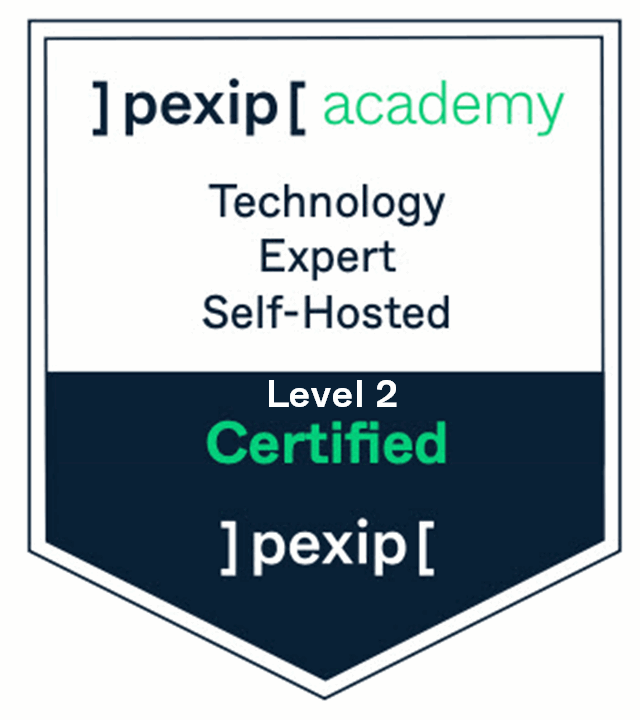 ]pexip[ academy
Technology
Expert
Self-Hosted
Level 2
Certified
]pexip[